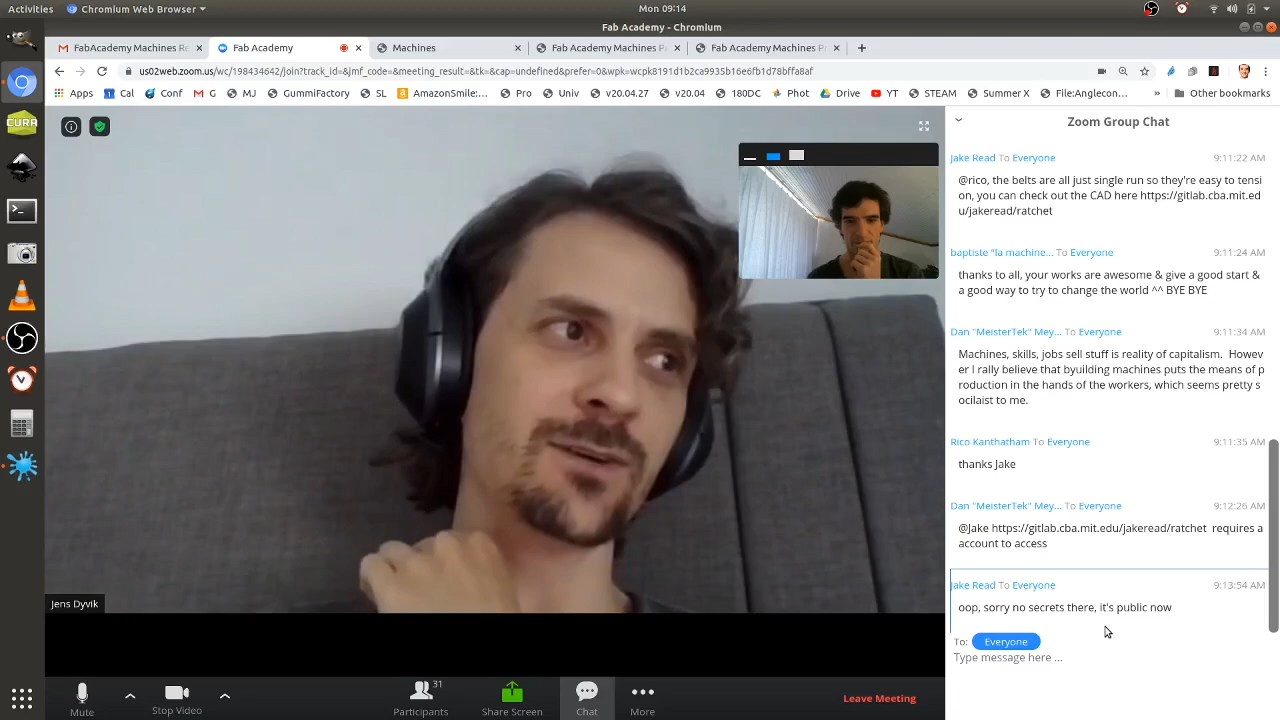 Activities
Chromium Web Browser
Mon 09:14
Fab Academy - Chromium
FabAcademy Machines Re
Fab Academy
Machines
Fab Academy Machines P
Fab Academy Machines P
us02web.zoom.us/wc/198434642/join?track_id=&jmf_code=&meeting_result=&tk=&cap=undefined&prefer=0&wpk=wcpk8191d1b2ca9935b16e6fb1d78bffa8af
Apps
Cal
Conf
G
MJ
GummiFactory
SL
AmazonSmile:...
Pro
Univ
v20.04.27
v20.04
180DC
Phot
Drive
YT
STEAM
Summer X
File:Anglecon...
»
Other bookmarks
CURA
Zoom Group Chat
Jake Read To Everyone 9:11:22 AM
@rico, the belts are all just single run so they're easy to tensi
on, you can check out the CAD here https://gitlab.cba.mit.ed
u/jakeread/ratchet
baptiste "la machine... To Everyone 9:11:24 AM
thanks to all, your works are awesome & give a good start &
a good way to try to change the world ^^ BYE BYE
Dan "MeisterTek" Mey... To Everyone 9:11:34 AM
Machines, skills, jobs sell stuff is reality of capitalism. Howev
er I rally believe that byuilding machines puts the means of p
roduction in the hands of the workers, which seems pretty s
ocilaist to me.
Rico Kanthatham To Everyone 9:11:35 AM
thanks Jake
Dan "MeisterTek" Mey... To Everyone 9:12:26 AM
@Jake https://gitlab.cba.mit.edu/jakeread/ratchet requires a
account to access
Jake Read To Everyone 9:13:54 AM
oop, sorry no secrets there, it's public now
To: Everyone
Type message here ...
Jens Dyvik
Mute
Stop Video
Participants
31
Share Screen
Chat
More
Leave Meeting